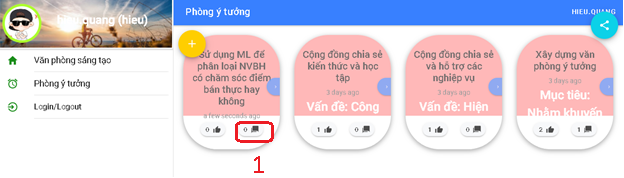 hieu.quang (hieu)
Văn phòng sáng tạo
Phòng ý tưởng
Login/Logout
Phòng ý tưởng
HIEU.QUANG
+
Sử dụng ML để
phân loại NVBH
có chăm sóc điểm
bán thực hay
không
a few seconds ago
0
0
Cộng đồng chia sẻ
kiến thức và học
tập
3 days ago
Vấn đề: Công
1
0
Cộng đồng chia sẻ
và hỗ trợ các
nghiệp vụ
3 days ago
Vấn đề: Hiện
1
0
Xây dựng văn
phòng ý tưởng
3 days ago
Mục tiêu:
Nhằm khuyến
2
1
1